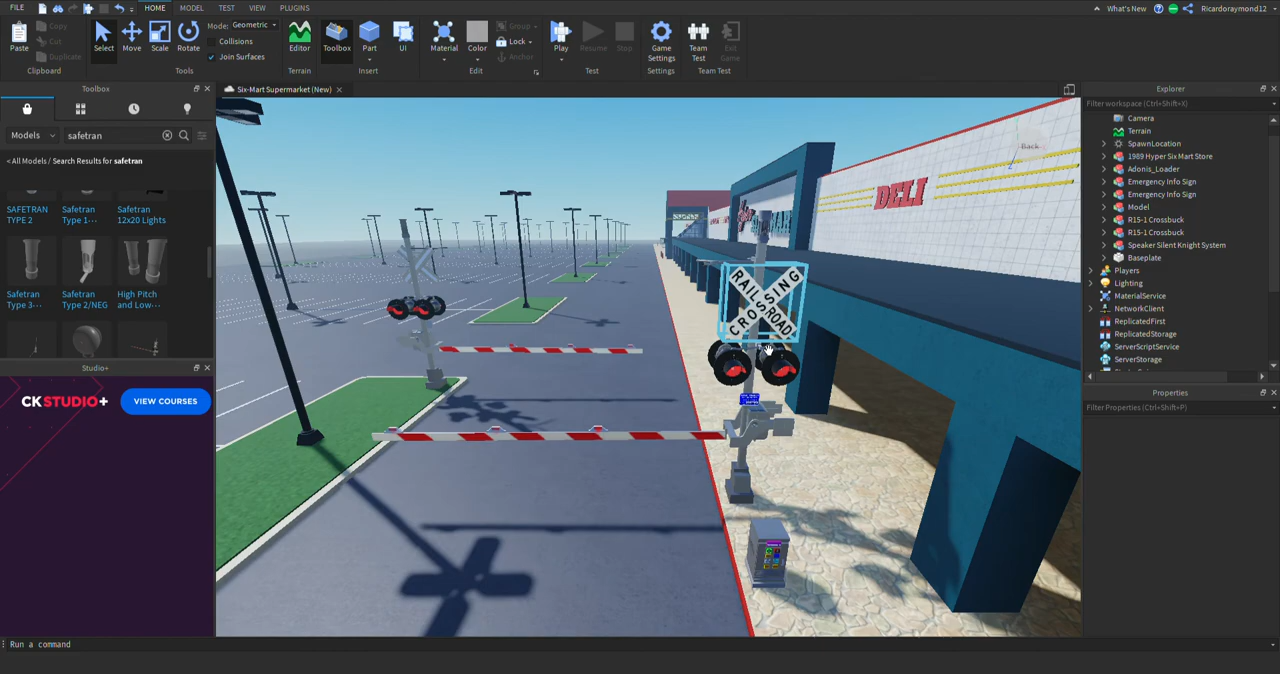 FILE HOME MODEL TEST VIEW PLUGINS What's New Ricardoraymond12
Paste Copy Cut Duplicate Select Move Scale Rotate Mode: Geometric Collisions Join Surfaces Editor Toolbox Part UI Material Color Group Lock Anchor Play Resume Stop Game Settings Team Test Exit Game
Clipboard Tools Terrain Insert Edit Test Settings Team Test
Toolbox
Six-Mart Supermarket (New)
Explorer
Filter workspace (Ctrl+Shift+X)
Models safetran
< All Models / Search Results for safetran
SAFETRAN TYPE 2
Safetran Type 1...
Safetran 12x20 Lights
Safetran Type 3...
Safetran Type 2/NEG
High Pitch and Low...
Studio+
CKSTUDIO+ VIEW COURSES
Back
Z
DELI
RAILROAD
CROSSING
Camera
Terrain
SpawnLocation
1989 Hyper Six Mart Store
Adonis_Loader
Emergency Info Sign
Emergency Info Sign
Model
R15-1 Crossbuck
R15-1 Crossbuck
Speaker Silent Knight System
Baseplate
Players
Lighting
MaterialService
NetworkClient
ReplicatedFirst
ReplicatedStorage
ServerScriptService
ServerStorage
Properties
Filter Properties (Ctrl+Shift+P)
Run a command